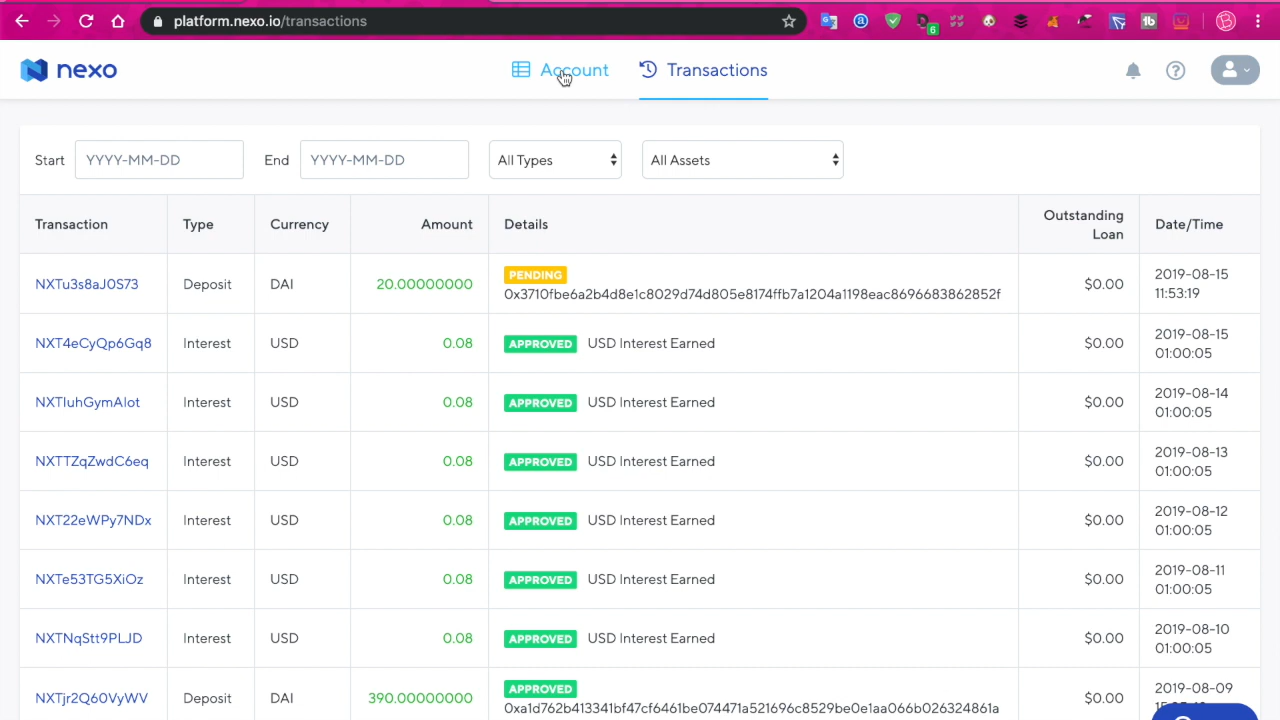 platform.nexo.io/transactions
6
nexo
Account
Transactions
Start YYYY-MM-DD End YYYY-MM-DD All Types All Assets
Transaction Type Currency Amount Details Outstanding Loan Date/Time
NXTu3s8aJ0S73 Deposit DAI 20.00000000 PENDING $0.00 2019-08-15 11:53:19
0x3710fbe6a2b4d8e1c8029d74d805e8174ffb7a1204a1198eac8696683862852f
NXT4eCyQp6Gq8 Interest USD 0.08 APPROVED USD Interest Earned $0.00 2019-08-15 01:00:05
NXTIuhGymAIot Interest USD 0.08 APPROVED USD Interest Earned $0.00 2019-08-14 01:00:05
NXTTZqZwdC6eq Interest USD 0.08 APPROVED USD Interest Earned $0.00 2019-08-13 01:00:05
NXT22eWPy7NDx Interest USD 0.08 APPROVED USD Interest Earned $0.00 2019-08-12 01:00:05
NXTe53TG5XiOz Interest USD 0.08 APPROVED USD Interest Earned $0.00 2019-08-11 01:00:05
NXTNqStt9PLJD Interest USD 0.08 APPROVED USD Interest Earned $0.00 2019-08-10 01:00:05
NXTjr2Q60VyWV Deposit DAI 390.00000000 APPROVED $0.00 2019-08-09
0xa1d762b413341bf47cf6461be074471a521696c8529be0e1aa066b026324861a